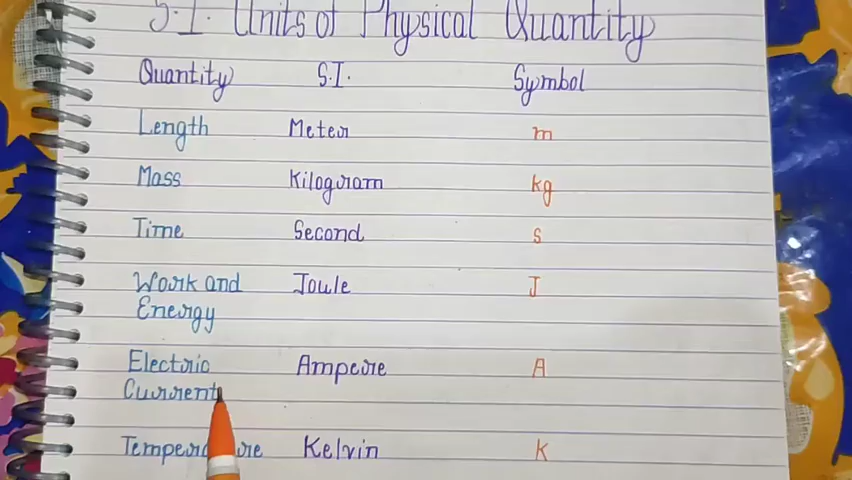 S.I. Units of Physical Quantity
Quantity S.I. Symbol
Length Meter m
Mass Kilogram kg
Time Second s
Work and Joule J
Energy
Electric Ampere A
Current
Temperature Kelvin K